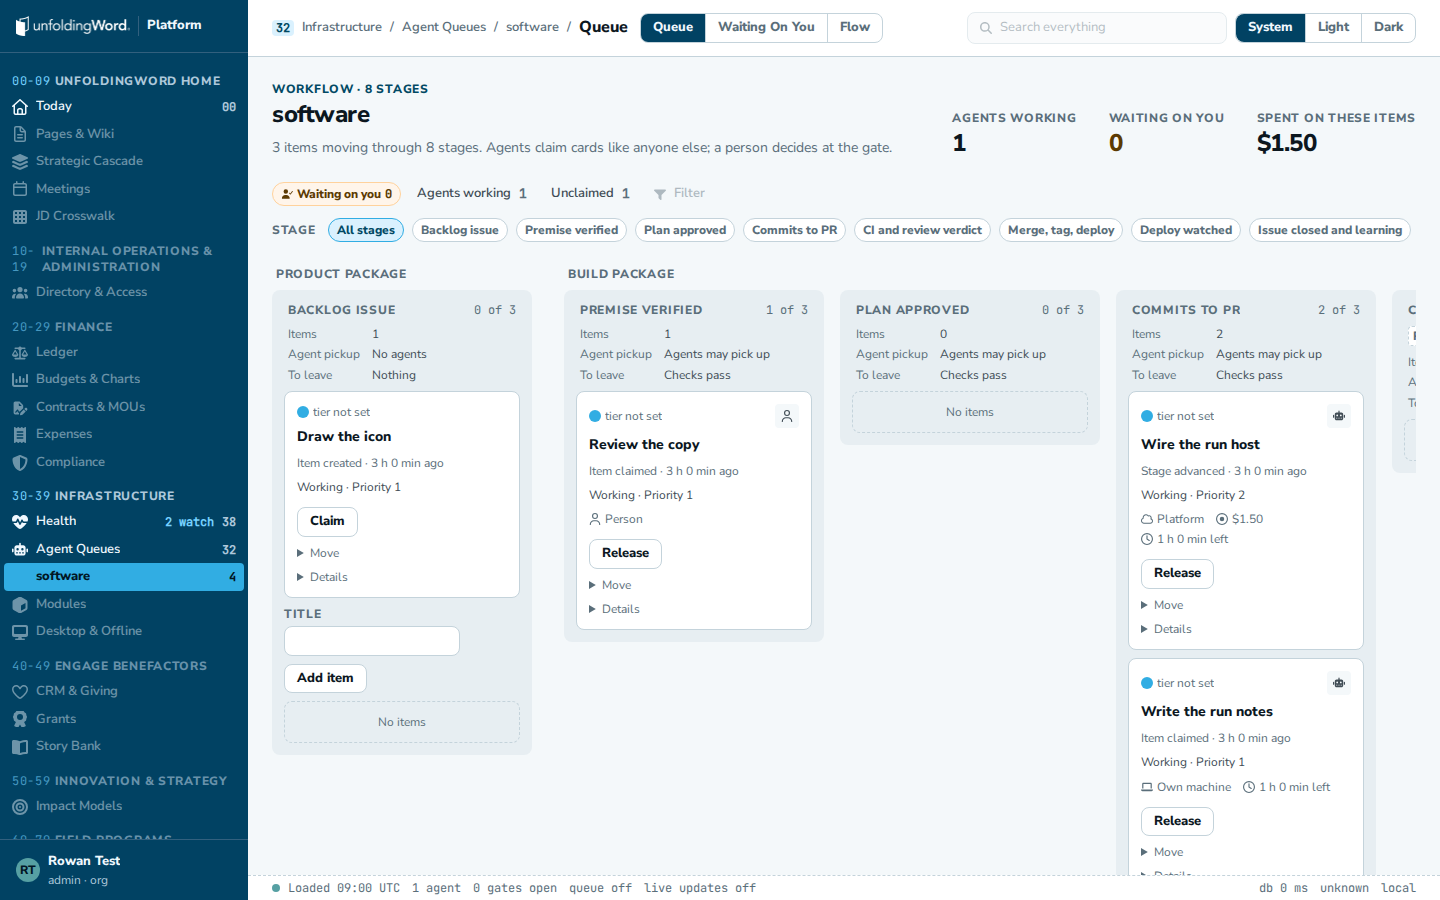 unfoldingWord. Platform
00-09 UNFOLDINGWORD HOME
Today 00
Pages & Wiki
Strategic Cascade
Meetings
JD Crosswalk
10-19 INTERNAL OPERATIONS & ADMINISTRATION
Directory & Access
20-29 FINANCE
Ledger
Budgets & Charts
Contracts & MOUs
Expenses
Compliance
30-39 INFRASTRUCTURE
Health 2 watch 38
Agent Queues 32
software 4
Modules
Desktop & Offline
40-49 ENGAGE BENEFACTORS
CRM & Giving
Grants
Story Bank
50-59 INNOVATION & STRATEGY
Impact Models
RT Rowan Test
admin · org
32 Infrastructure / Agent Queues / software / Queue
Queue Waiting On You Flow
Search everything
System Light Dark
WORKFLOW · 8 STAGES
software
3 items moving through 8 stages. Agents claim cards like anyone else; a person decides at the gate.
AGENTS WORKING
1
WAITING ON YOU
0
SPENT ON THESE ITEMS
$1.50
Waiting on you 0 Agents working 1 Unclaimed 1 Filter
STAGE All stages Backlog issue Premise verified Plan approved Commits to PR CI and review verdict Merge, tag, deploy Deploy watched Issue closed and learning
PRODUCT PACKAGE
BACKLOG ISSUE 0 of 3
Items 1
Agent pickup No agents
To leave Nothing
tier not set
Draw the icon
Item created · 3 h 0 min ago
Working · Priority 1
Claim
Move
Details
TITLE
Add item
No items
BUILD PACKAGE
PREMISE VERIFIED 1 of 3
Items 1
Agent pickup Agents may pick up
To leave Checks pass
tier not set
Review the copy
Item claimed · 3 h 0 min ago
Working · Priority 1
Person
Release
Move
Details
PLAN APPROVED 0 of 3
Items 0
Agent pickup Agents may pick up
To leave Checks pass
No items
COMMITS TO PR 2 of 3
Items 2
Agent pickup Agents may pick up
To leave Checks pass
tier not set
Wire the run host
Stage advanced · 3 h 0 min ago
Working · Priority 2
Platform $1.50
1 h 0 min left
Release
Move
Details
tier not set
Write the run notes
Item claimed · 3 h 0 min ago
Working · Priority 1
Own machine 1 h 0 min left
Release
Move
Loaded 09:00 UTC 1 agent 0 gates open queue off live updates off
db 0 ms unknown local